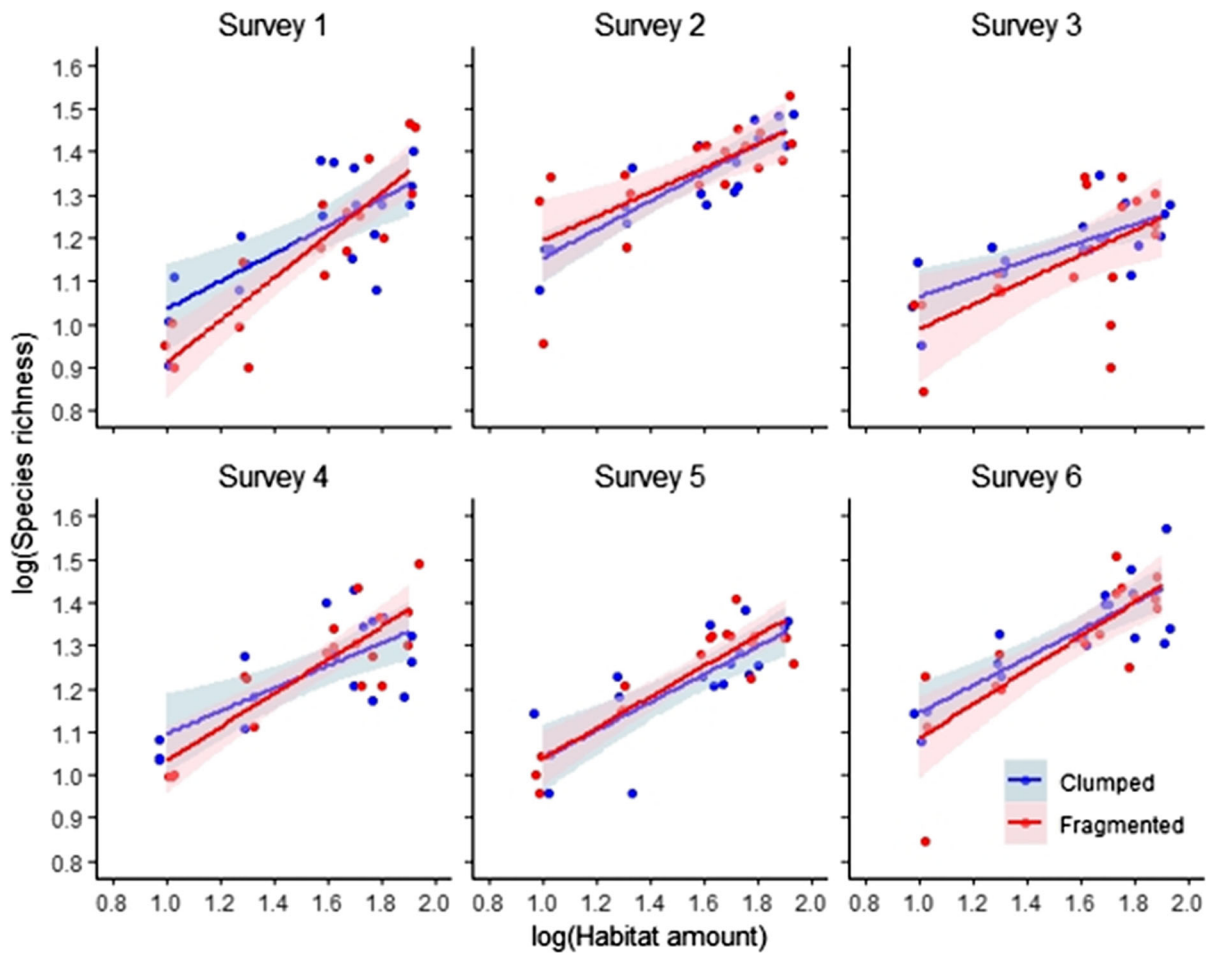 Survey 1
Survey 2
Survey 3
1.6
1.5
1.4
1.3
1.2
1.1
1.0
0.9
0.8
Survey 4
Survey 5
Survey 6
log(Species richness)
1.6
1.5
1.4
1.3
1.2
1.1
1.0
0.9
0.8
Clumped
Fragmented
0.8 1.0 1.2 1.4 1.6 1.8 2.0 0.8 1.0 1.2 1.4 1.6 1.8 2.0 0.8 1.0 1.2 1.4 1.6 1.8 2.0
log(Habitat amount)